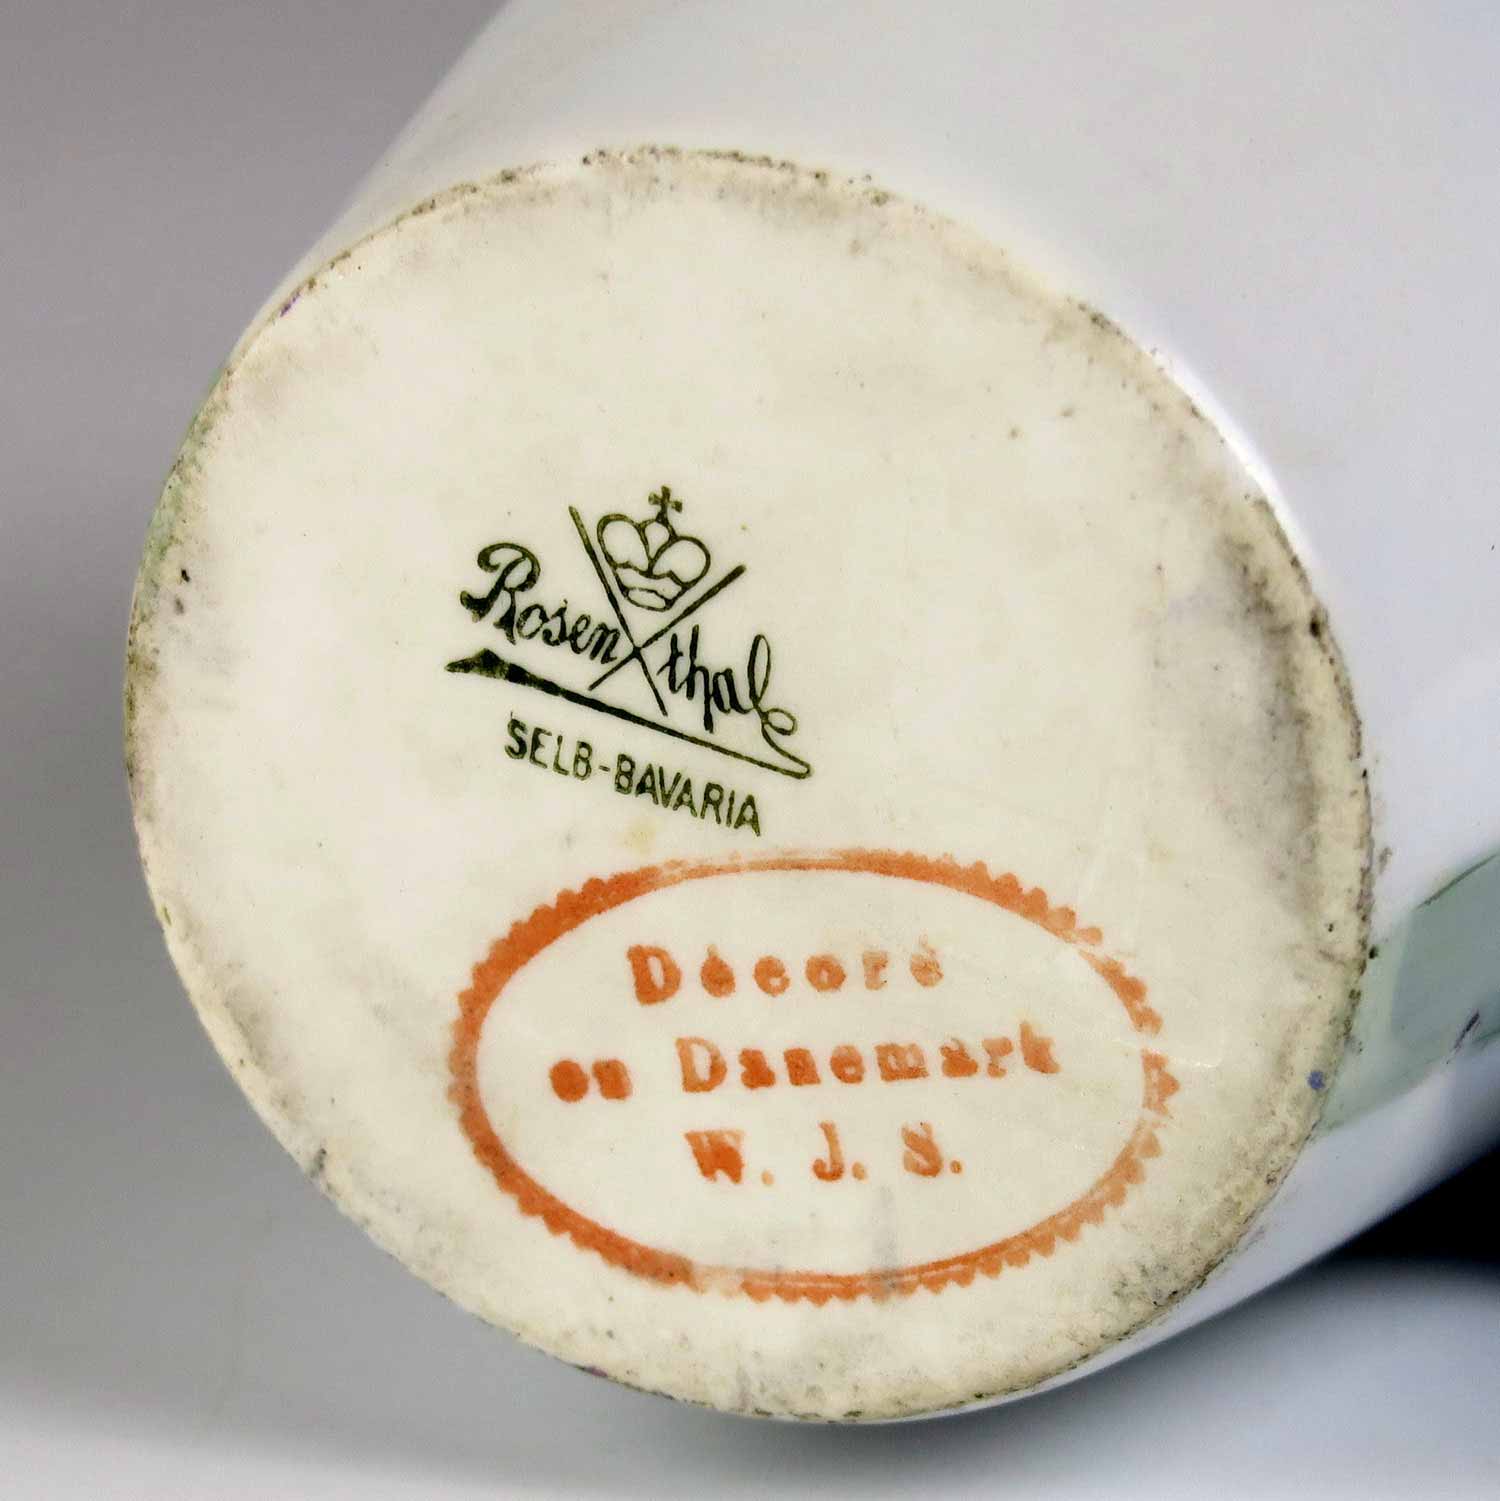 Rosenthal
SELB-BAVARIA
Décoré
en Danemark
W. J. S.